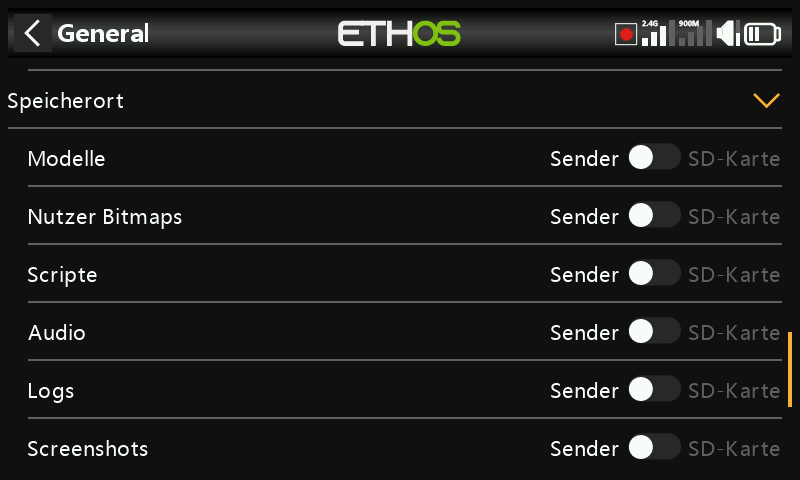 General ETHOS 2.4G 900M
Speicherort
Modelle Sender SD-Karte
Nutzer Bitmaps Sender SD-Karte
Scripte Sender SD-Karte
Audio Sender SD-Karte
Logs Sender SD-Karte
Screenshots Sender SD-Karte